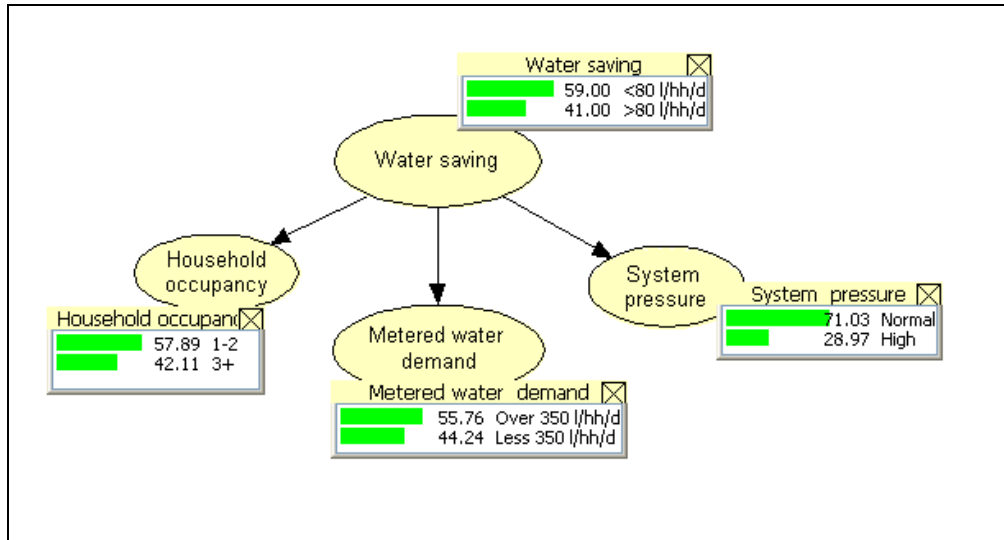 Water saving
59.00 <80 l/hh/d
41.00 >80 l/hh/d
Water saving
Household
occupancy
System
pressure
Household occupanc
57.89 1-2
42.11 3+
Metered water
demand
System pressure
71.03 Normal
28.97 High
Metered water demand
55.76 Over 350 l/hh/d
44.24 Less 350 l/hh/d